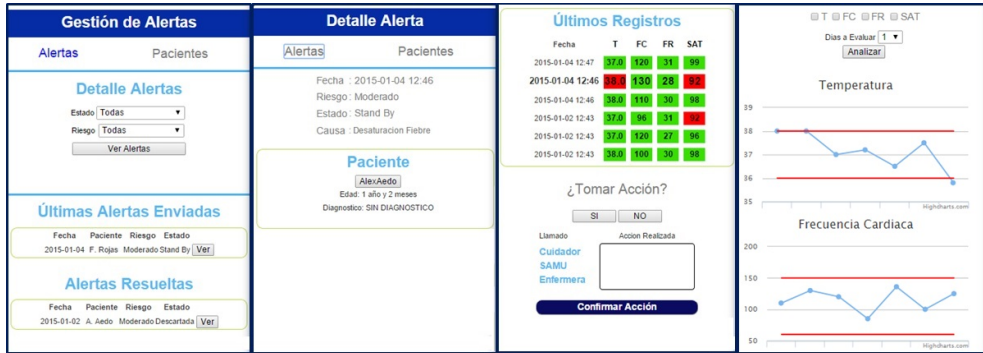 Gestión de Alertas
Alertas Pacientes
Detalle Alertas
Estado Todas
Riesgo Todas
Ver Alertas
Últimas Alertas Enviadas
Fecha Paciente Riesgo Estado
2015-01-04 F. Rojas Moderado Stand By Ver
Alertas Resueltas
Fecha Paciente Riesgo Estado
2015-01-02 A. Aedo Moderado Descartada Ver
Detalle Alerta
Alertas Pacientes
Fecha : 2015-01-04 12:46
Riesgo : Moderado
Estado : Stand By
Causa : Desaturacion Fiebre
Paciente
AlexAedo
Edad: 1 año y 2 meses
Diagnostico: SIN DIAGNOSTICO
Últimos Registros
Fecha T FC FR SAT
2015-01-04 12:47 37.0 120 31 99
2015-01-04 12:46 38.0 130 28 92
2015-01-04 12:46 38.0 110 30 98
2015-01-02 12:43 37.0 96 31 92
2015-01-02 12:43 37.0 120 27 96
2015-01-02 12:43 38.0 100 30 98
¿Tomar Acción?
SI NO
Llamado Accion Realizada
Cuidador
SAMU
Enfermera
Confirmar Acción
T FC FR SAT
Dias a Evaluar 1
Analizar
Temperatura
39
38
37
36
35
Highcharts.com
Frecuencia Cardiaca
200
150
100
50
Highcharts.com